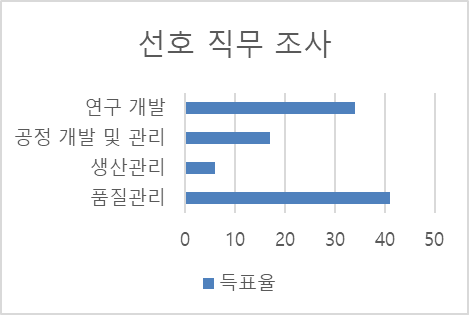 선호 직무 조사
연구 개발
공정 개발 및 관리
생산관리
품질관리
0 10 20 30 40 50
득표율